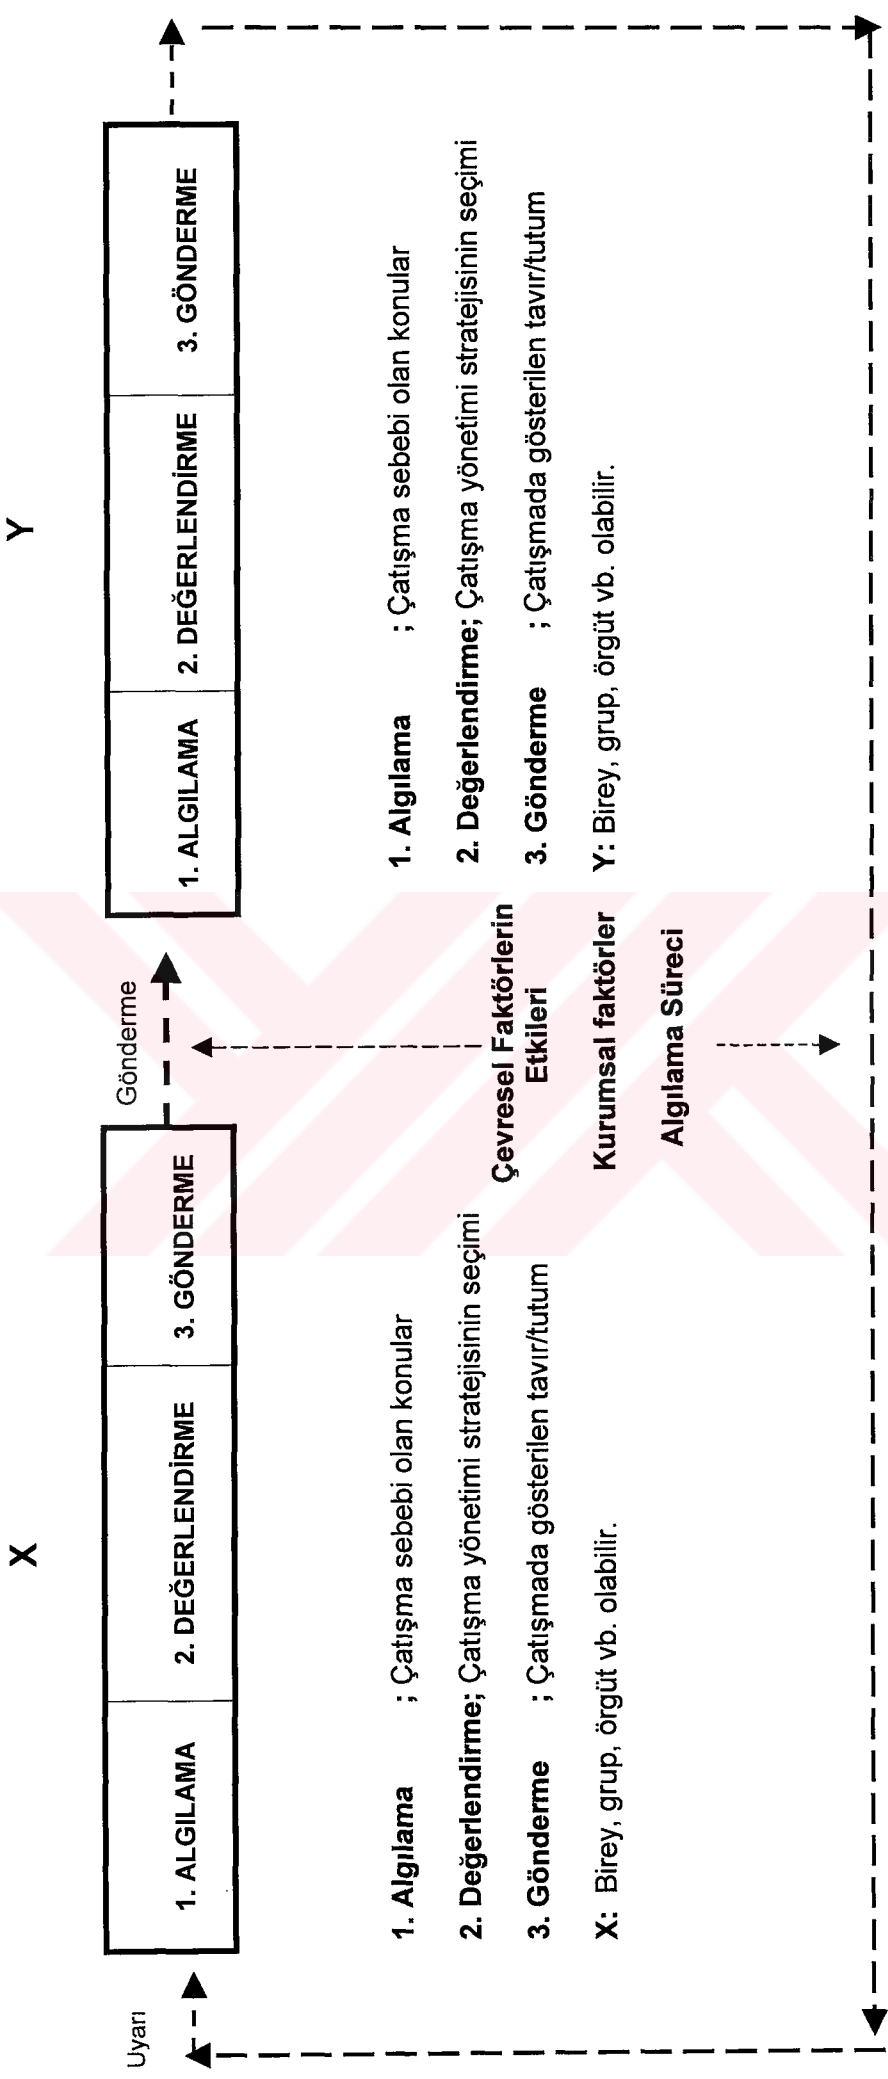 X
Y
Uyarı
1. ALGILAMA
2. DEĞERLENDİRME
3. GÖNDERME
Gönderme
1. ALGILAMA
2. DEĞERLENDİRME
3. GÖNDERME
1. Algılama ; Çatışma sebebi olan konular
2. Değerlendirme; Çatışma yönetimi stratejisinin seçimi
3. Gönderme ; Çatışmada gösterilen tavır/tutum
X: Birey, grup, örgüt vb. olabilir.
Çevresel Faktörlerin
Etkileri
Kurumsal faktörler
Algılama Süreci
1. Algılama ; Çatışma sebebi olan konular
2. Değerlendirme; Çatışma yönetimi stratejisinin seçimi
3. Gönderme ; Çatışmada gösterilen tavır/tutum
Y: Birey, grup, örgüt vb. olabilir.